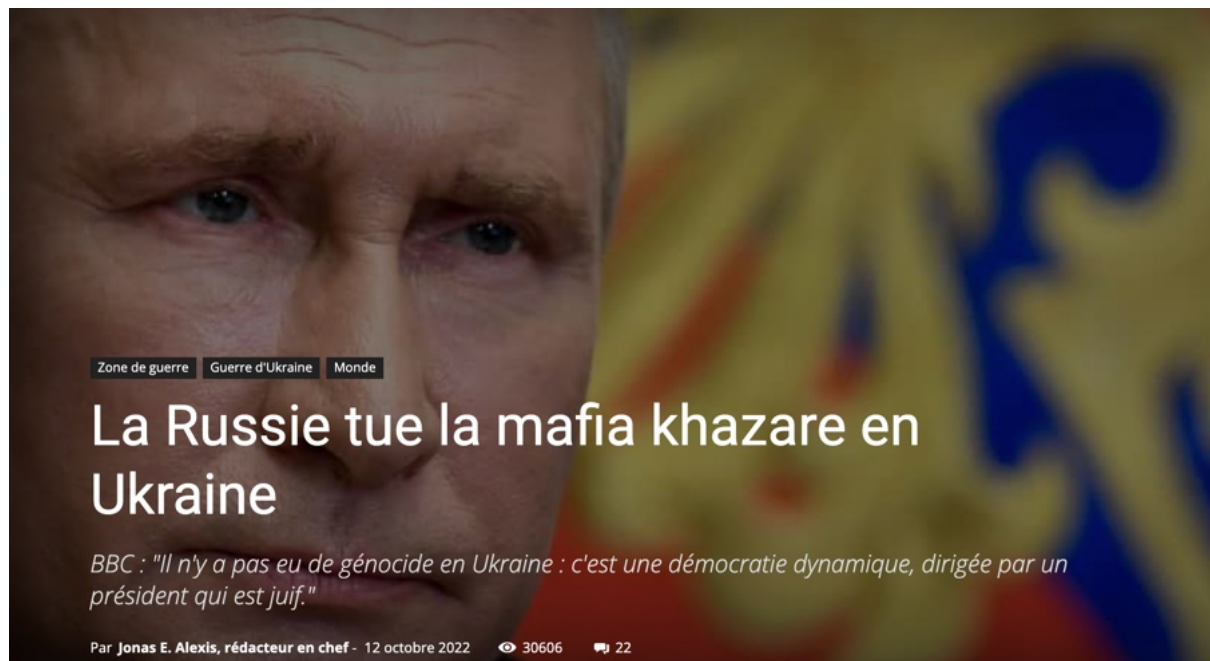 Zone de guerre Guerre d'Ukraine Monde
La Russie tue la mafia khazare en
Ukraine
BBC : "Il n'y a pas eu de génocide en Ukraine : c'est une démocratie dynamique, dirigée par un
président qui est juif."
Par Jonas E. Alexis, rédacteur en chef - 12 octobre 2022 30606 22